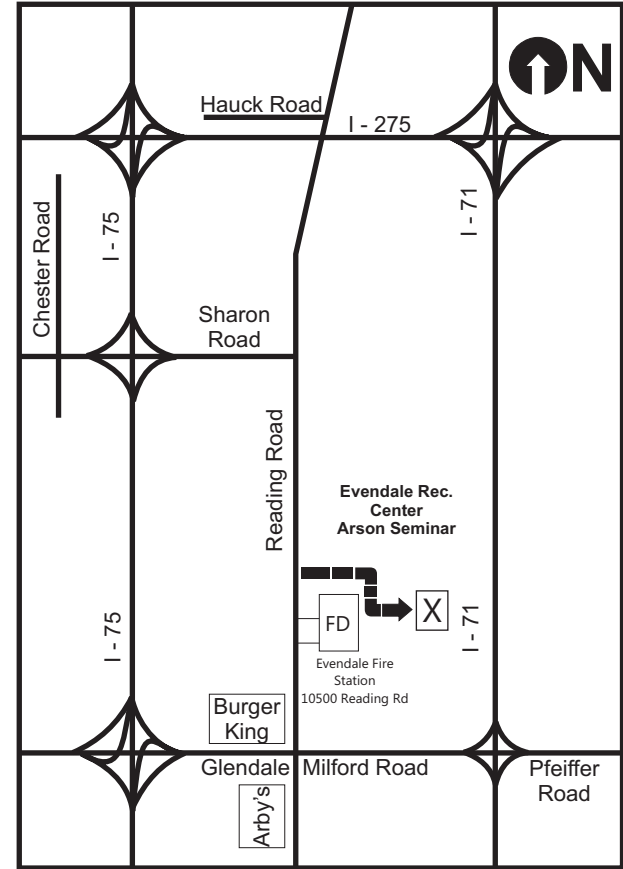 N
Hauck Road
I - 275
Chester Road
I - 75
I - 71
Sharon
Road
Reading Road
Evendale Rec.
Center
Arson Seminar
X
FD
I - 75
I - 71
Evendale Fire
Station
10500 Reading Rd
Burger
King
Glendale Milford Road
Pfeiffer
Road
Arby's